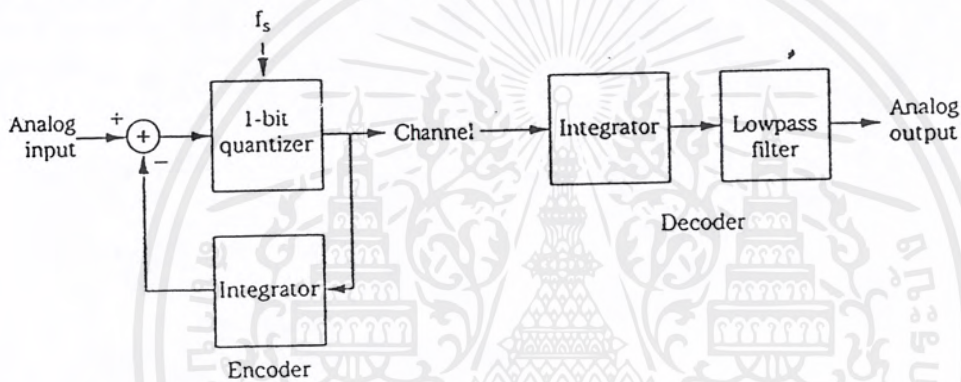 f_s
Analog
input
+
+
−
1-bit
quantizer
Channel
Integrator
Lowpass
filter
Analog
output
Decoder
Integrator
Encoder